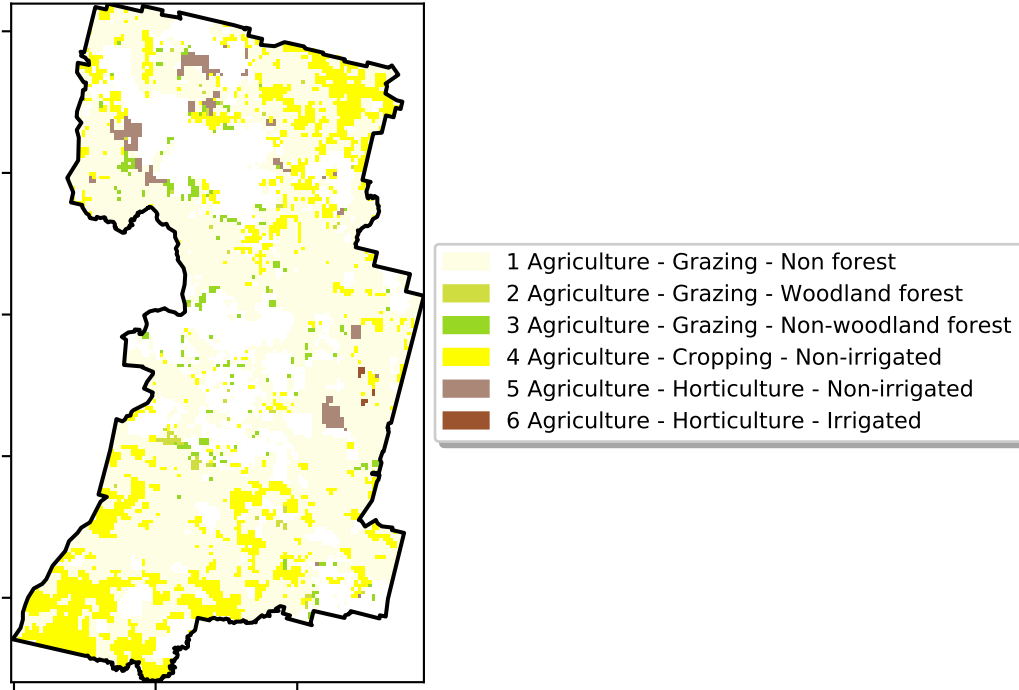 1 Agriculture - Grazing - Non forest
2 Agriculture - Grazing - Woodland forest
3 Agriculture - Grazing - Non-woodland forest
4 Agriculture - Cropping - Non-irrigated
5 Agriculture - Horticulture - Non-irrigated
6 Agriculture - Horticulture - Irrigated